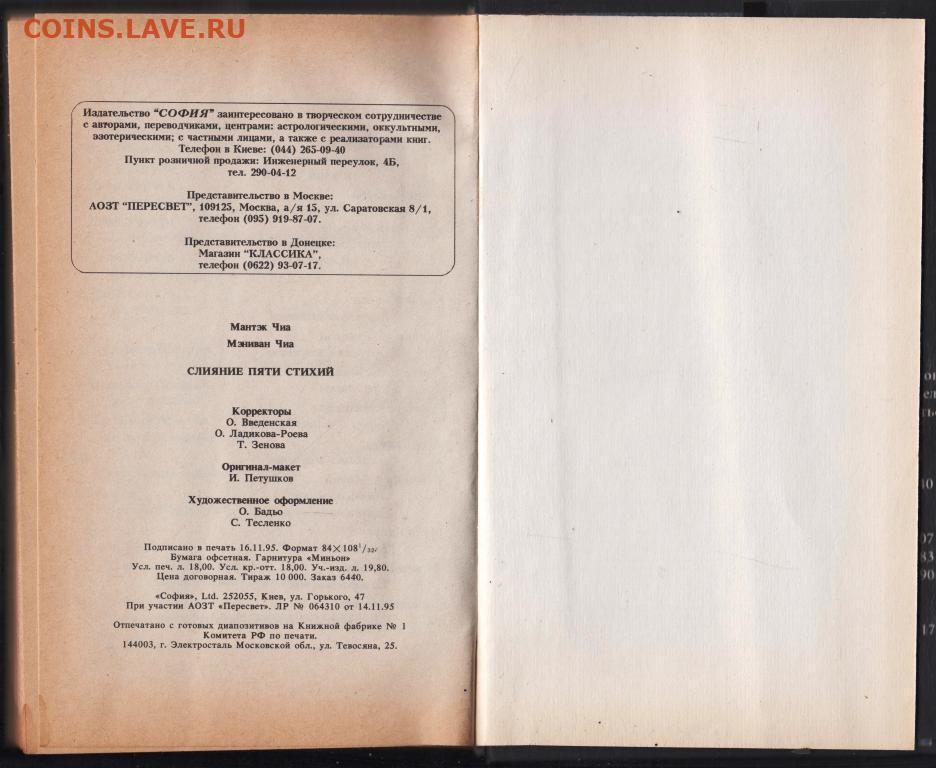 COINS.LAVE.RU
Издательство "СОФИЯ" заинтересовано в творческом сотрудничестве
с авторами, переводчиками, центрами: астрологическими, оккультными,
эзотерическими; с частными лицами, а также с реализаторами книг.
Телефон в Киеве: (044) 265-09-40
Пункт розничной продажи: Инженерный переулок, 4Б,
тел. 290-04-12
Представительство в Москве:
АОЗТ "ПЕРЕСВЕТ", 109125, Москва, а/я 15, ул. Саратовская 8/1,
телефон (095) 919-87-07.
Представительство в Донецке:
Магазин "КЛАССИКА",
телефон (0622) 93-07-17.
Мантэк Чиа
Мэниван Чиа
СЛИЯНИЕ ПЯТИ СТИХИЙ
Корректоры
О. Введенская
О. Ладикова-Роева
Т. Зенова
Оригинал-макет
И. Петушков
Художественное оформление
О. Бадьо
С. Тесленко
Подписано в печать 16.11.95. Формат 84×108 1/32.
Бумага офсетная. Гарнитура «Миньон»
Усл. печ. л. 18,00. Усл. кр.-отт. 18,00. Уч.-изд. л. 19,80.
Цена договорная. Тираж 10 000. Заказ 6440.
«София», Ltd. 252055, Киев, ул. Горького, 47
При участии АОЗТ «Пересвет». ЛР № 064310 от 14.11.95
Отпечатано с готовых диапозитивов на Книжной фабрике № 1
Комитета РФ по печати.
144003, г. Электросталь Московской обл., ул. Тевосяна, 25.